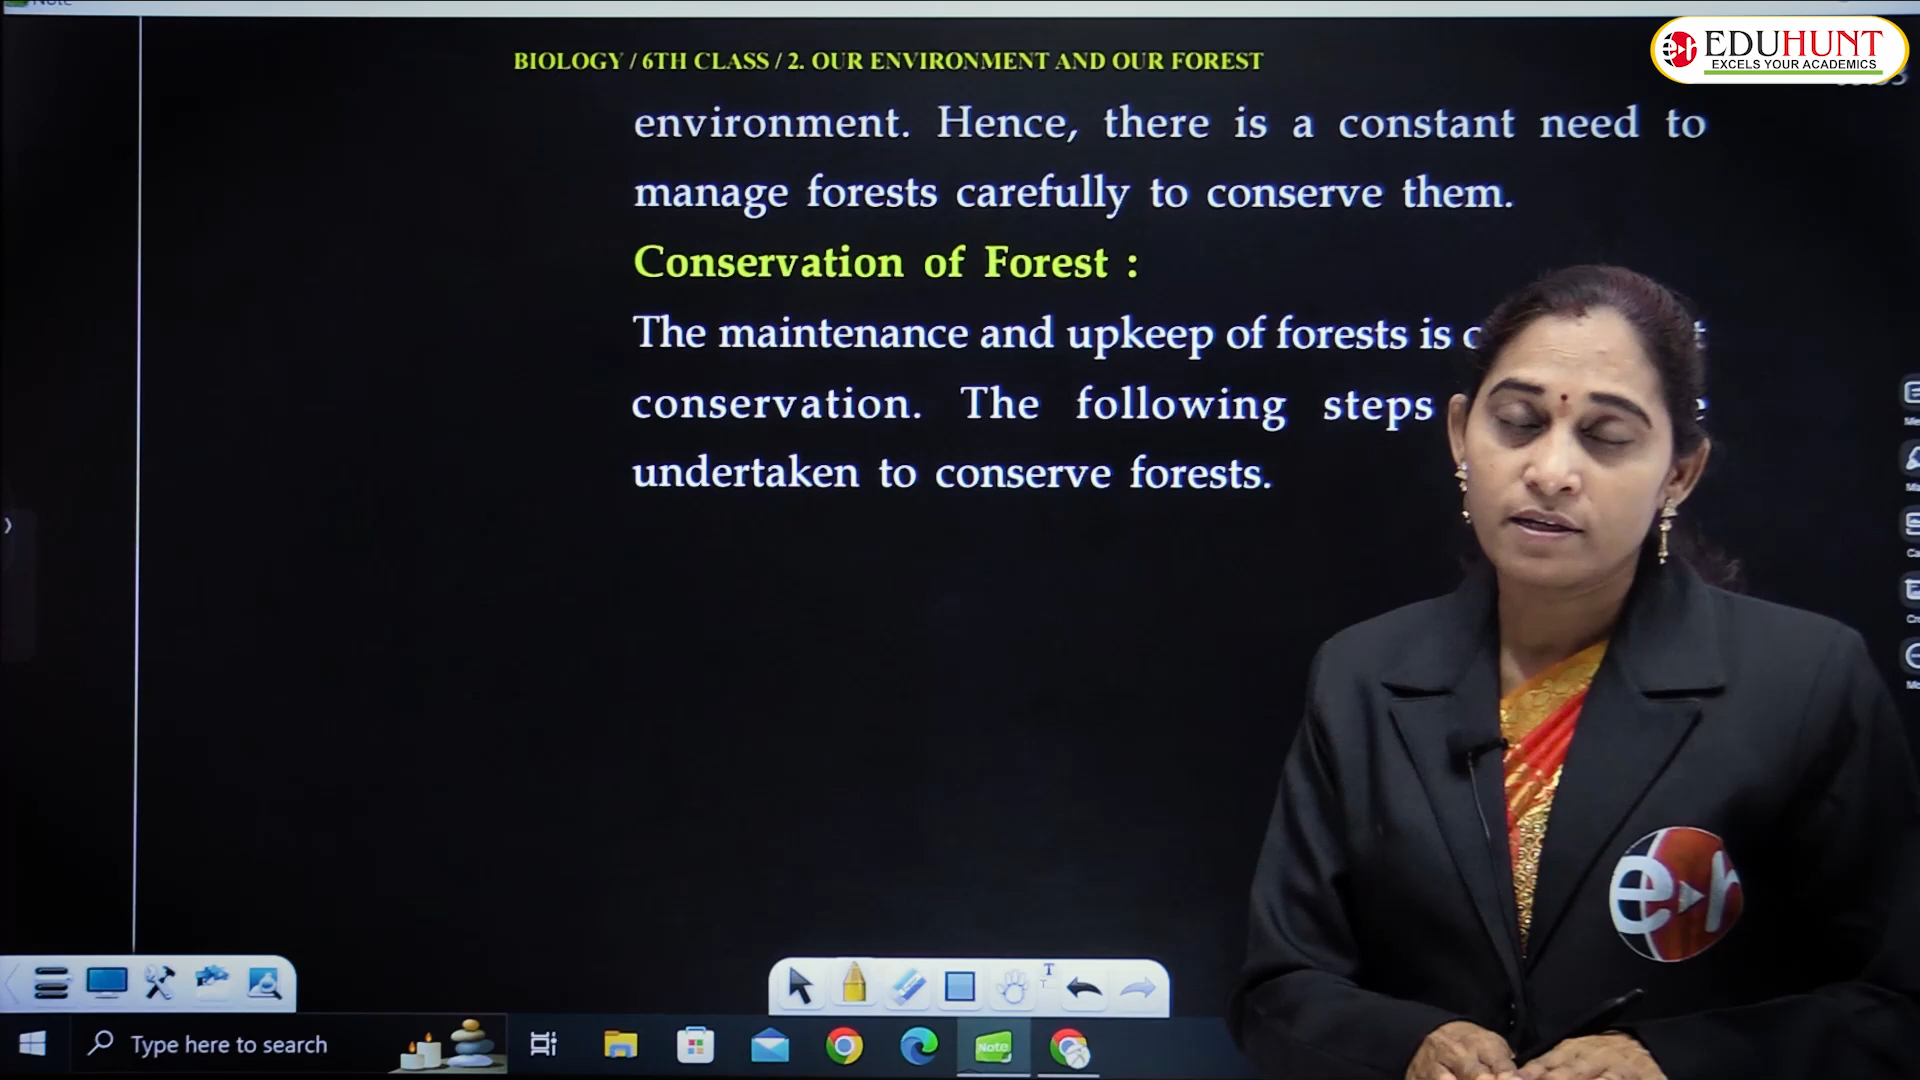 Note
BIOLOGY / 6TH CLASS / 2. OUR ENVIRONMENT AND OUR FOREST
EDUHUNT
EXCELS YOUR ACADEMICS
environment. Hence, there is a constant need to
manage forests carefully to conserve them.
Conservation of Forest :
The maintenance and upkeep of forests is
conservation. The following steps
undertaken to conserve forests.
e
Type here to search
Note